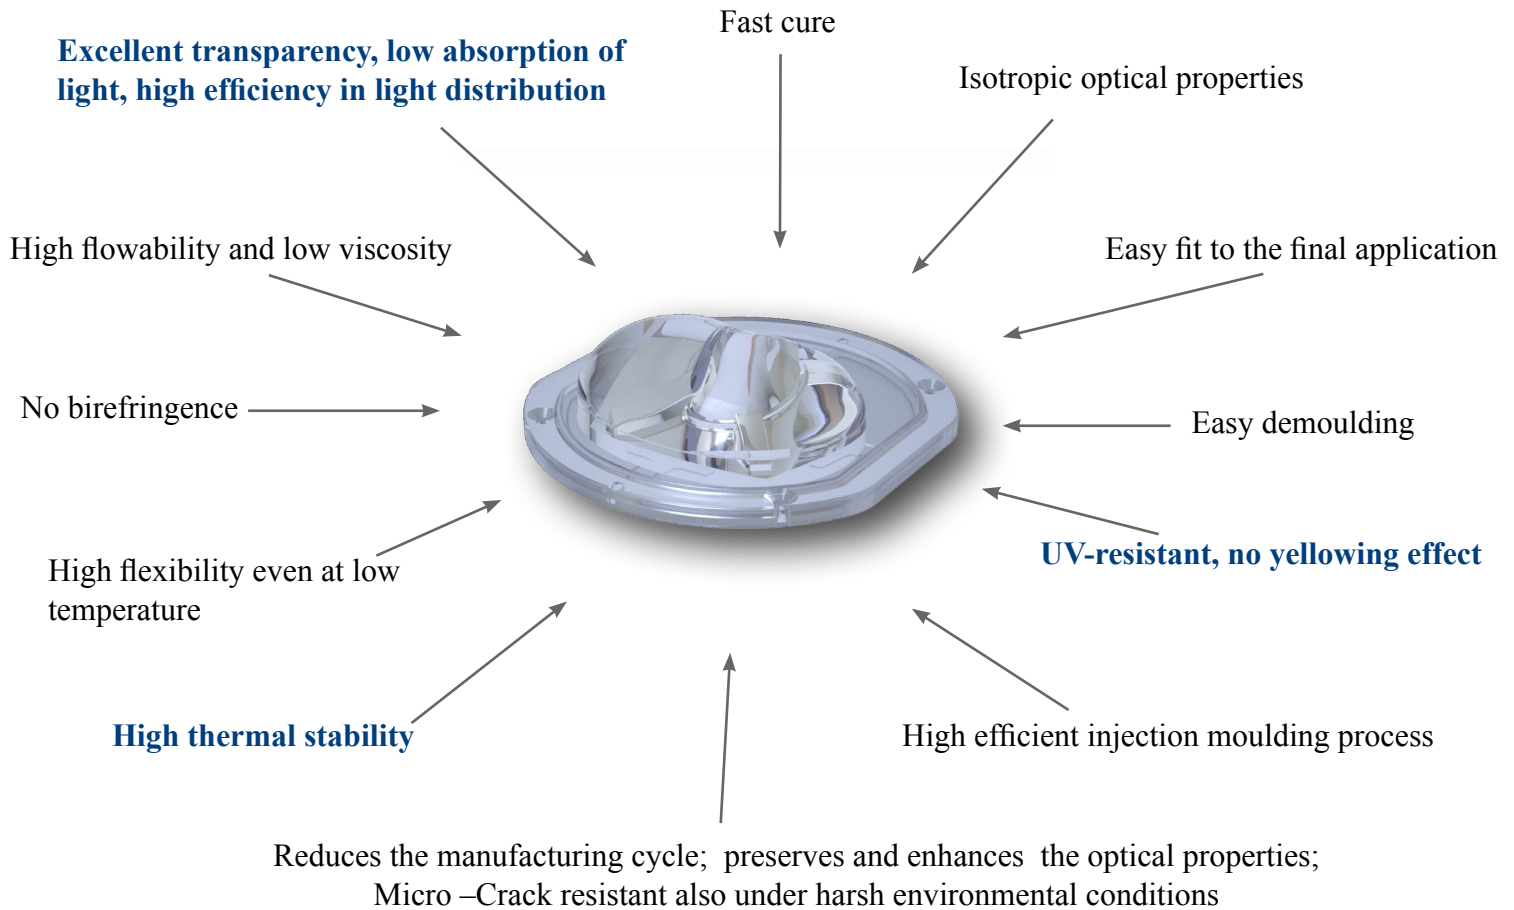 Fast cure
Excellent transparency, low absorption of
light, high efficiency in light distribution
Isotropic optical properties
High flowability and low viscosity
Easy fit to the final application
No birefringence
Easy demoulding
UV-resistant, no yellowing effect
High flexibility even at low
temperature
High thermal stability
High efficient injection moulding process
Reduces the manufacturing cycle;  preserves and enhances  the optical properties;
Micro –Crack resistant also under harsh environmental conditions